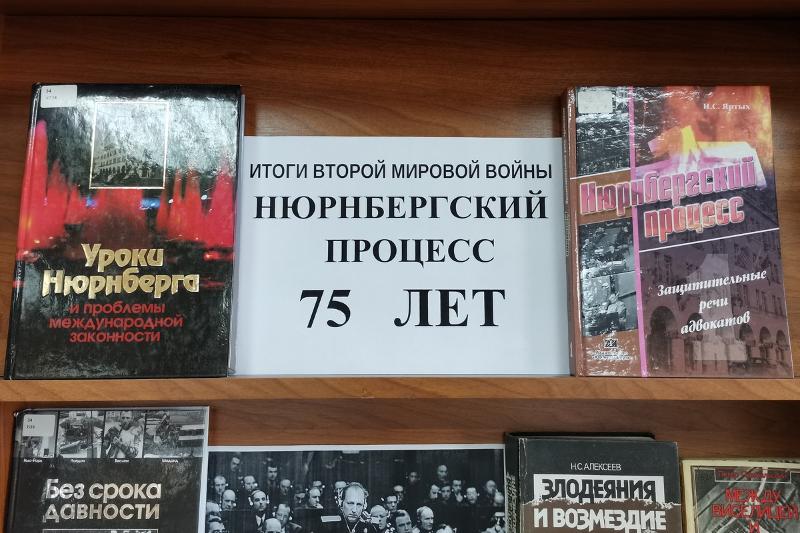 Уроки
Нюрнберга
и проблемы
международной
законности
ИТОГИ ВТОРОЙ МИРОВОЙ ВОЙНЫ
НЮРНБЕРГСКИЙ
ПРОЦЕСС
75 ЛЕТ
И.С. Яртых
Нюрнбергский
процесс
Защитительные
речи
адвокатов
Без срока
давности
Н.С.АЛЕКСЕЕВ
ЗЛОДЕЯНИЯ
И ВОЗМЕЗДИЕ
МЕЖДУ
ВИСЕЛИЦЕЙ
И